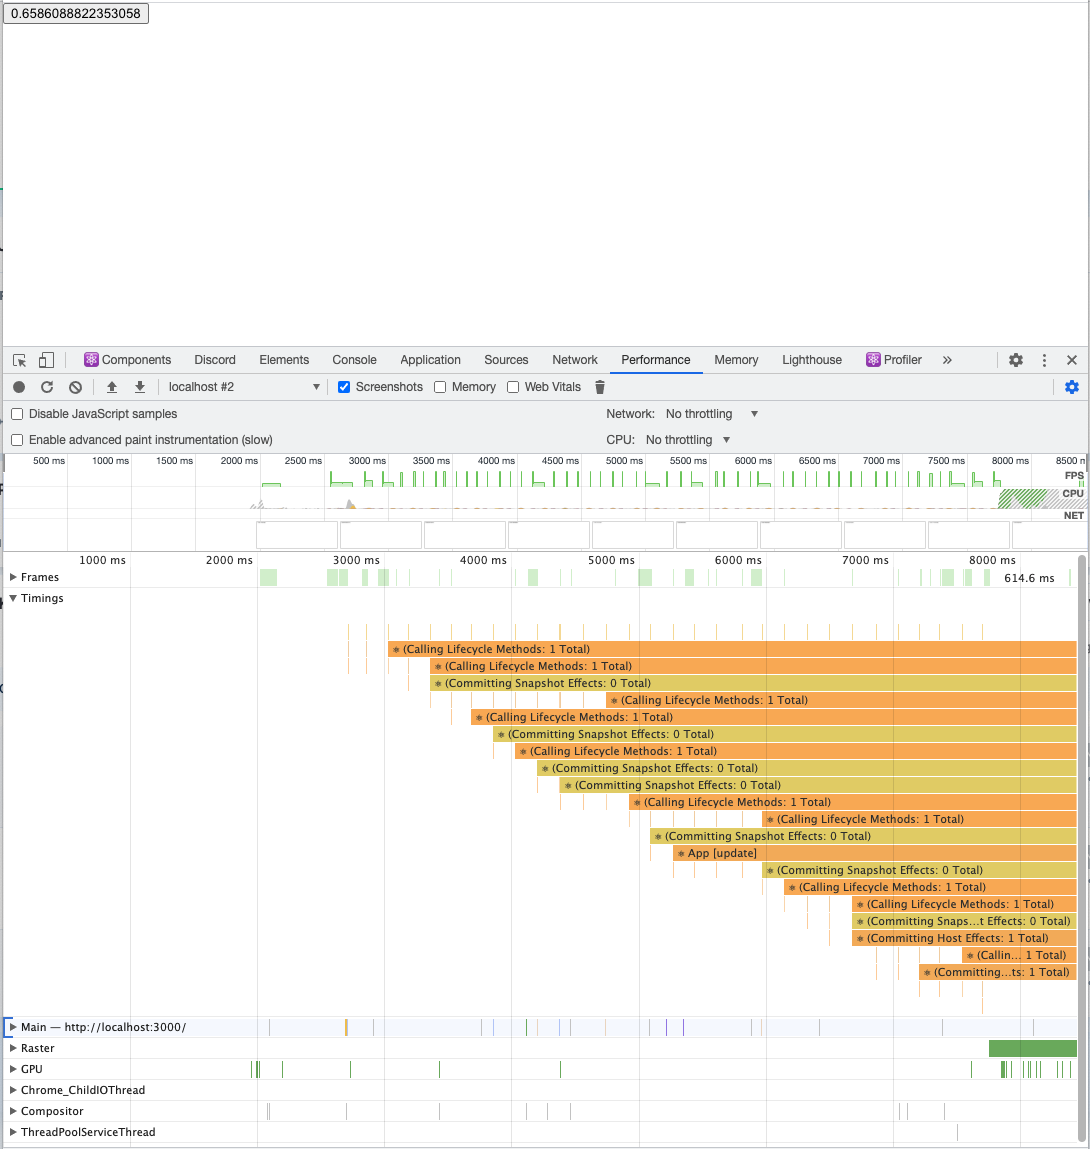 0.6586088822353058
Components Discord Elements Console Application Sources Network Performance Memory Lighthouse Profiler »
localhost #2 Screenshots Memory Web Vitals
Disable JavaScript samples Network: No throttling
Enable advanced paint instrumentation (slow) CPU: No throttling
500 ms 1000 ms 1500 ms 2000 ms 2500 ms 3000 ms 3500 ms 4000 ms 4500 ms 5000 ms 5500 ms 6000 ms 6500 ms 7000 ms 7500 ms 8000 ms 8500 m
FPS
CPU
NET
1000 ms 2000 ms 3000 ms 4000 ms 5000 ms 6000 ms 7000 ms 8000 ms
Frames 614.6 ms
Timings
(Calling Lifecycle Methods: 1 Total)
(Calling Lifecycle Methods: 1 Total)
(Committing Snapshot Effects: 0 Total)
(Calling Lifecycle Methods: 1 Total)
(Calling Lifecycle Methods: 1 Total)
(Committing Snapshot Effects: 0 Total)
(Calling Lifecycle Methods: 1 Total)
(Committing Snapshot Effects: 0 Total)
(Committing Snapshot Effects: 0 Total)
(Calling Lifecycle Methods: 1 Total)
(Calling Lifecycle Methods: 1 Total)
(Committing Snapshot Effects: 0 Total)
App [update]
(Committing Snapshot Effects: 0 Total)
(Calling Lifecycle Methods: 1 Total)
(Calling Lifecycle Methods: 1 Total)
(Committing Snaps…t Effects: 0 Total)
(Committing Host Effects: 1 Total)
(Callin… 1 Total)
(Committing…ts: 1 Total)
Main — http://localhost:3000/
Raster
GPU
Chrome_ChildIOThread
Compositor
ThreadPoolServiceThread